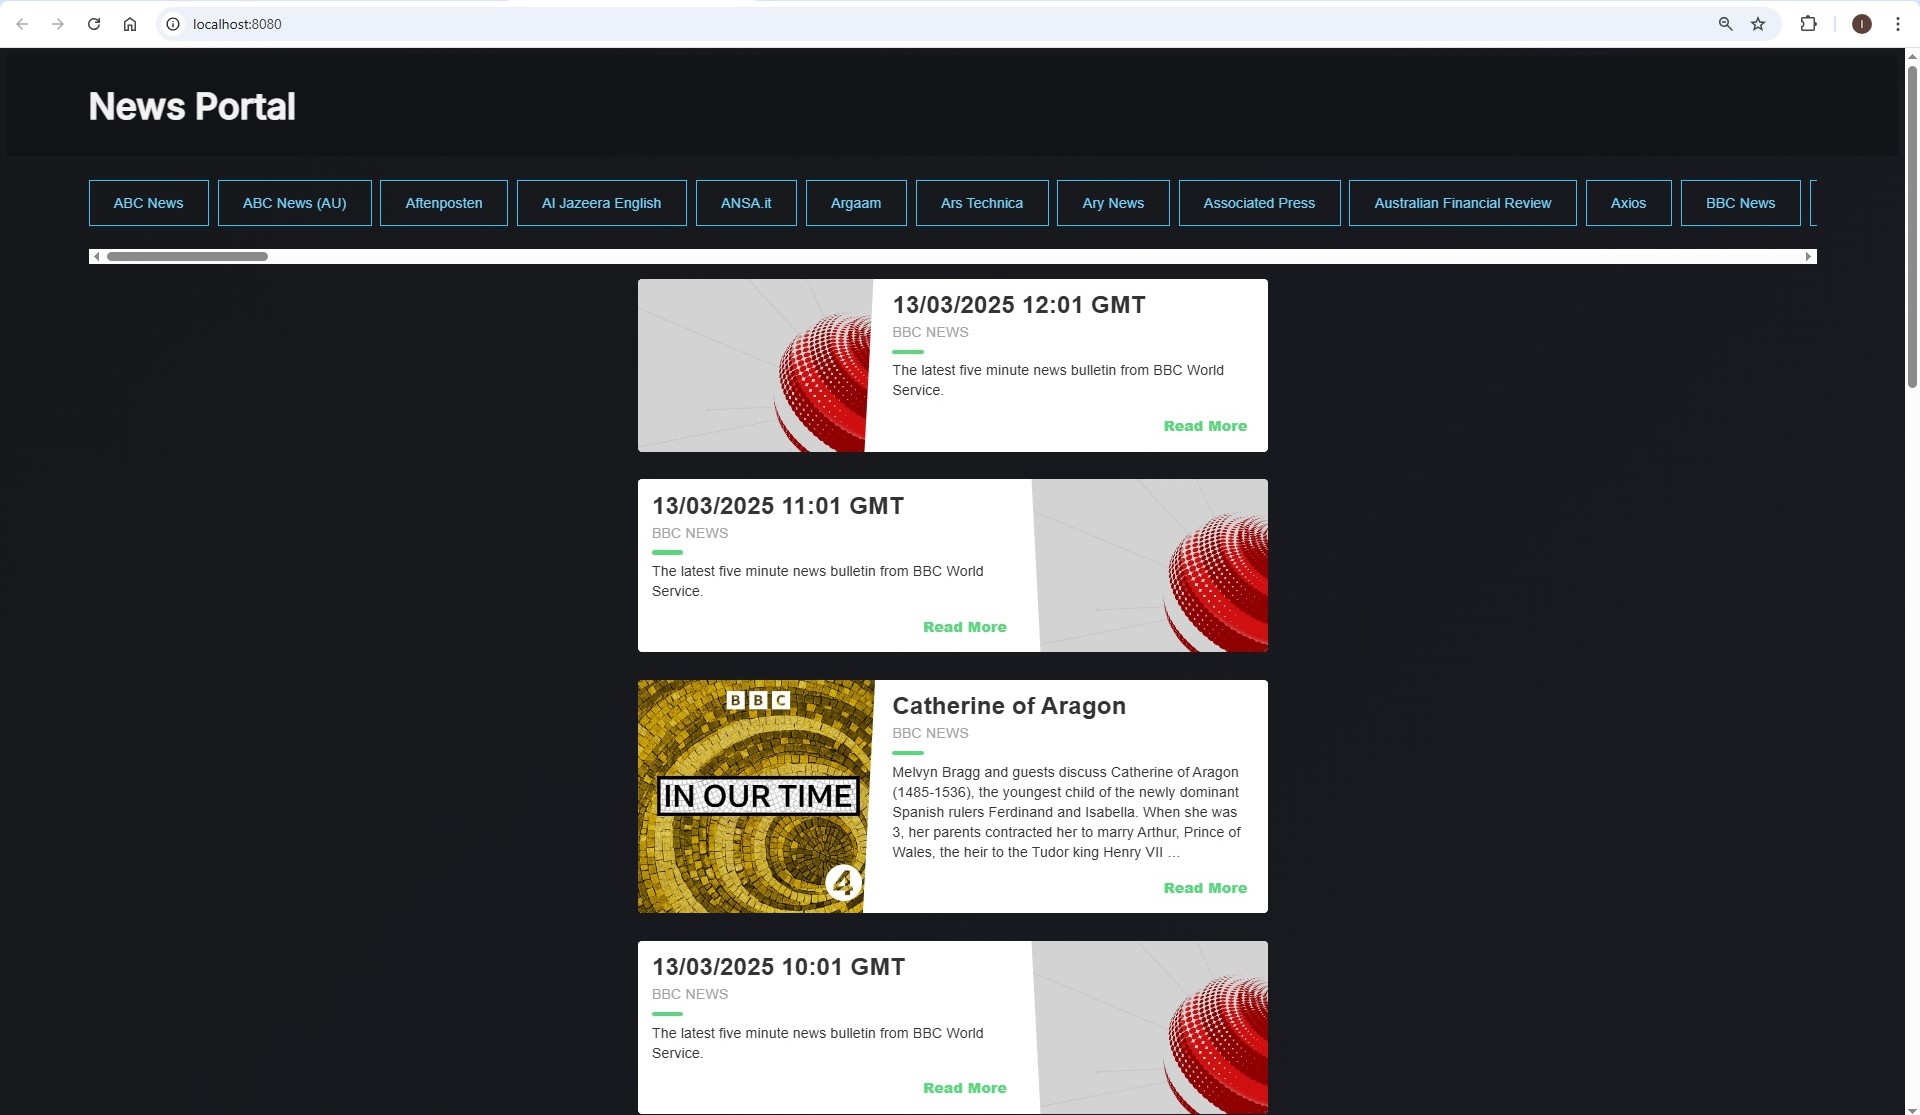 localhost:8080
I
News Portal
ABC News
ABC News (AU)
Aftenposten
Al Jazeera English
ANSA.it
Argaam
Ars Technica
Ary News
Associated Press
Australian Financial Review
Axios
BBC News
13/03/2025 12:01 GMT
BBC NEWS
The latest five minute news bulletin from BBC World
Service.
Read More
13/03/2025 11:01 GMT
BBC NEWS
The latest five minute news bulletin from BBC World
Service.
Read More
BBC
IN OUR TIME
4
Catherine of Aragon
BBC NEWS
Melvyn Bragg and guests discuss Catherine of Aragon
(1485-1536), the youngest child of the newly dominant
Spanish rulers Ferdinand and Isabella. When she was
3, her parents contracted her to marry Arthur, Prince of
Wales, the heir to the Tudor king Henry VII …
Read More
13/03/2025 10:01 GMT
BBC NEWS
The latest five minute news bulletin from BBC World
Service.
Read More